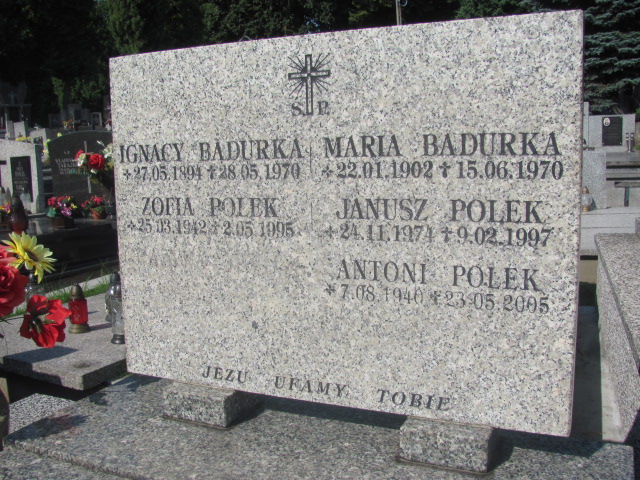 Ś.P.
IGNACY BADURKA
*27.05.1894 †28.05.1970
MARIA BADURKA
*22.01.1902 †15.06.1970
ZOFIA POLEK
*25.03.1942 †2.05.1995
JANUSZ POLEK
*24.11.1974 †9.02.1997
ANTONI POLEK
*7.08.1940 †23.05.2005
JEZU UFAMY TOBIE